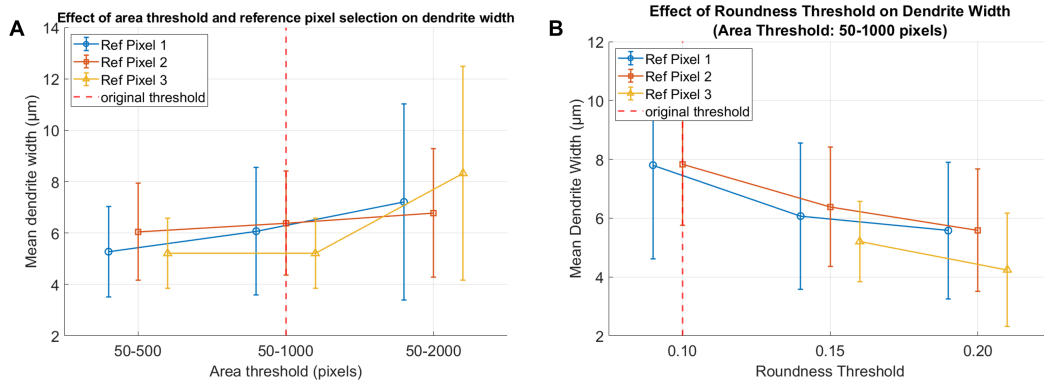 A
Effect of area threshold and reference pixel selection on dendrite width
14
12
10
8
6
4
2
Mean dendrite width (μm)
Ref Pixel 1
Ref Pixel 2
Ref Pixel 3
original threshold
50-500
50-1000
50-2000
Area threshold (pixels)
B
Effect of Roundness Threshold on Dendrite Width
(Area Threshold: 50-1000 pixels)
12
10
8
6
4
2
Mean Dendrite Width (μm)
Ref Pixel 1
Ref Pixel 2
Ref Pixel 3
original threshold
0.10
0.15
0.20
Roundness Threshold